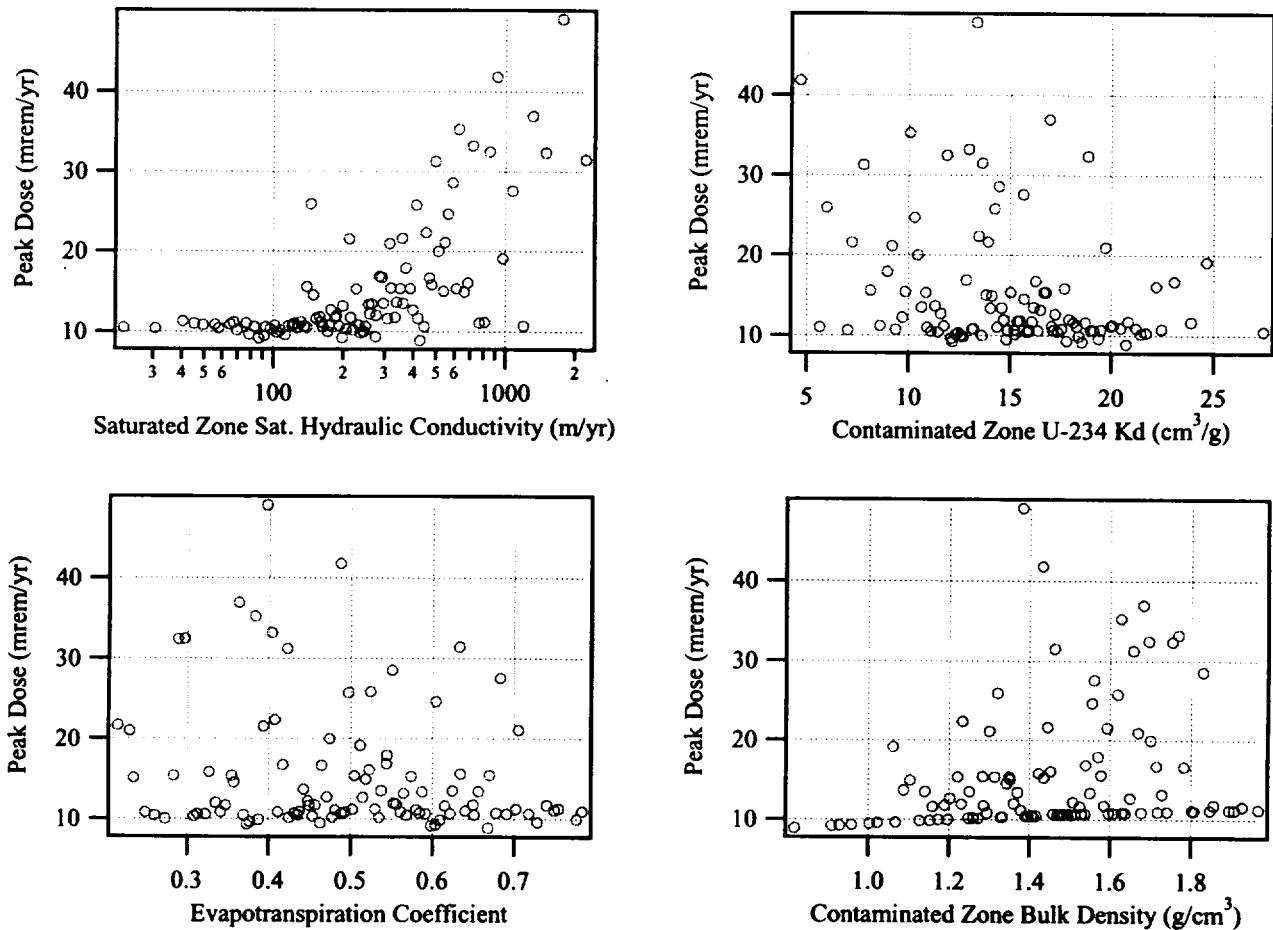 Peak Dose (mrem/yr)
40
30
20
10
3 4 5 6 2 3 4 5 6 2
100 1000
Saturated Zone Sat. Hydraulic Conductivity (m/yr)
Peak Dose (mrem/yr)
40
30
20
10
5 10 15 20 25
Contaminated Zone U-234 Kd (cm³/g)
Peak Dose (mrem/yr)
40
30
20
10
0.3 0.4 0.5 0.6 0.7
Evapotranspiration Coefficient
Peak Dose (mrem/yr)
40
30
20
10
1.0 1.2 1.4 1.6 1.8
Contaminated Zone Bulk Density (g/cm³)